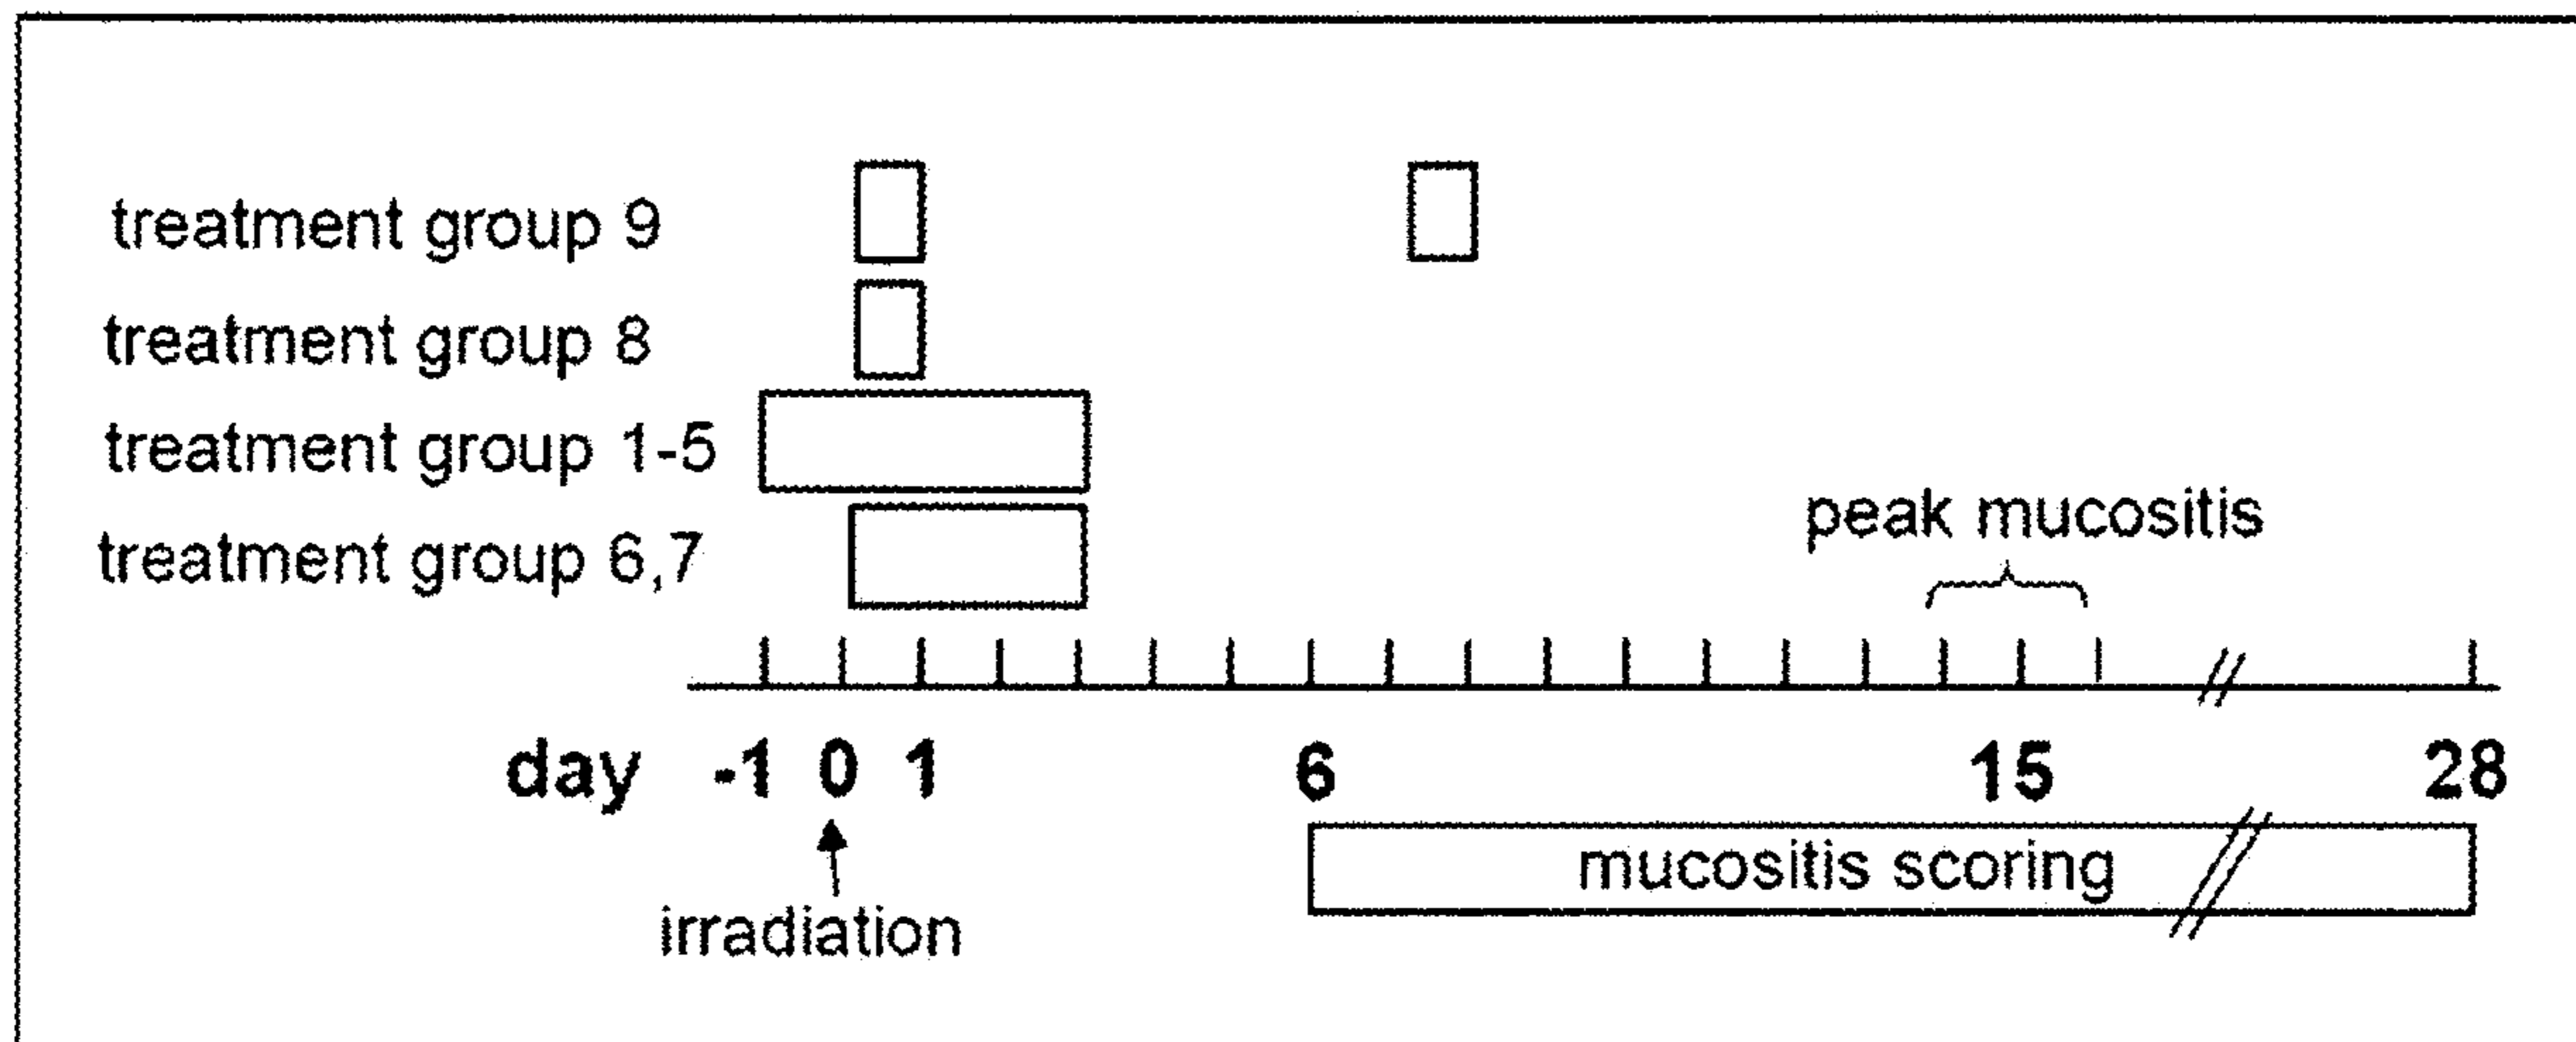 treatment group 9
treatment group 8
treatment group 1-5
treatment group 6,7
peak mucositis
day -1 0 1 6 15 28
mucositis scoring
irradiation